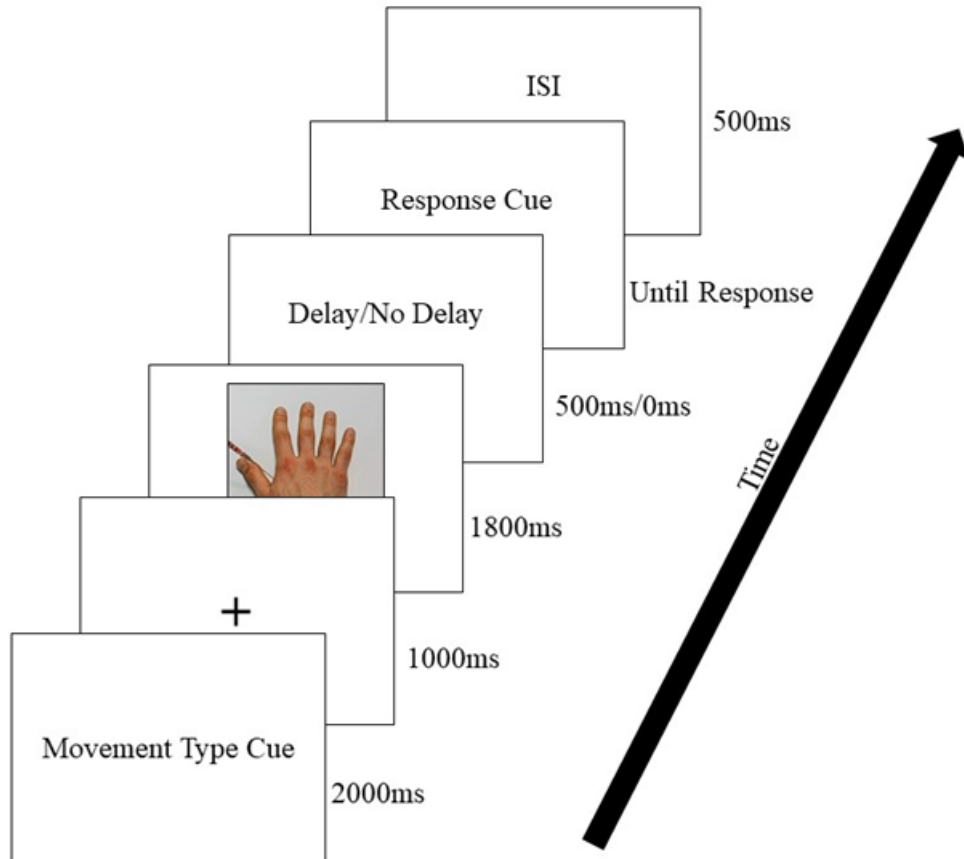 ISI
500ms
Response Cue
Until Response
Delay/No Delay
500ms/0ms
1800ms
+
1000ms
Movement Type Cue
2000ms
Time